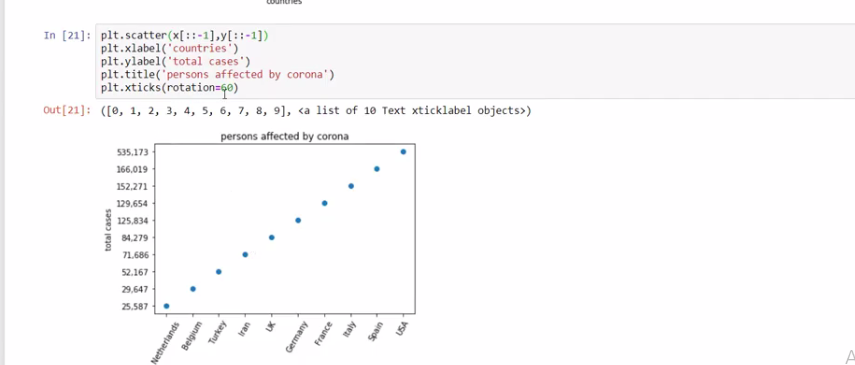 countries
In [21]: plt.scatter(x[::-1],y[::-1])
plt.xlabel('countries')
plt.ylabel('total cases')
plt.title('persons affected by corona')
plt.xticks(rotation=60)
Out[21]: ([0, 1, 2, 3, 4, 5, 6, 7, 8, 9], <a list of 10 Text xticklabel objects>)
persons affected by corona
535,173
166,019
152,271
129,654
125,834
84,279
71,686
52.167
29,647
25,587
total cases
Netherlands
Belgium
Turkey
Iran
UK
Germany
France
Italy
Spain
USA
A